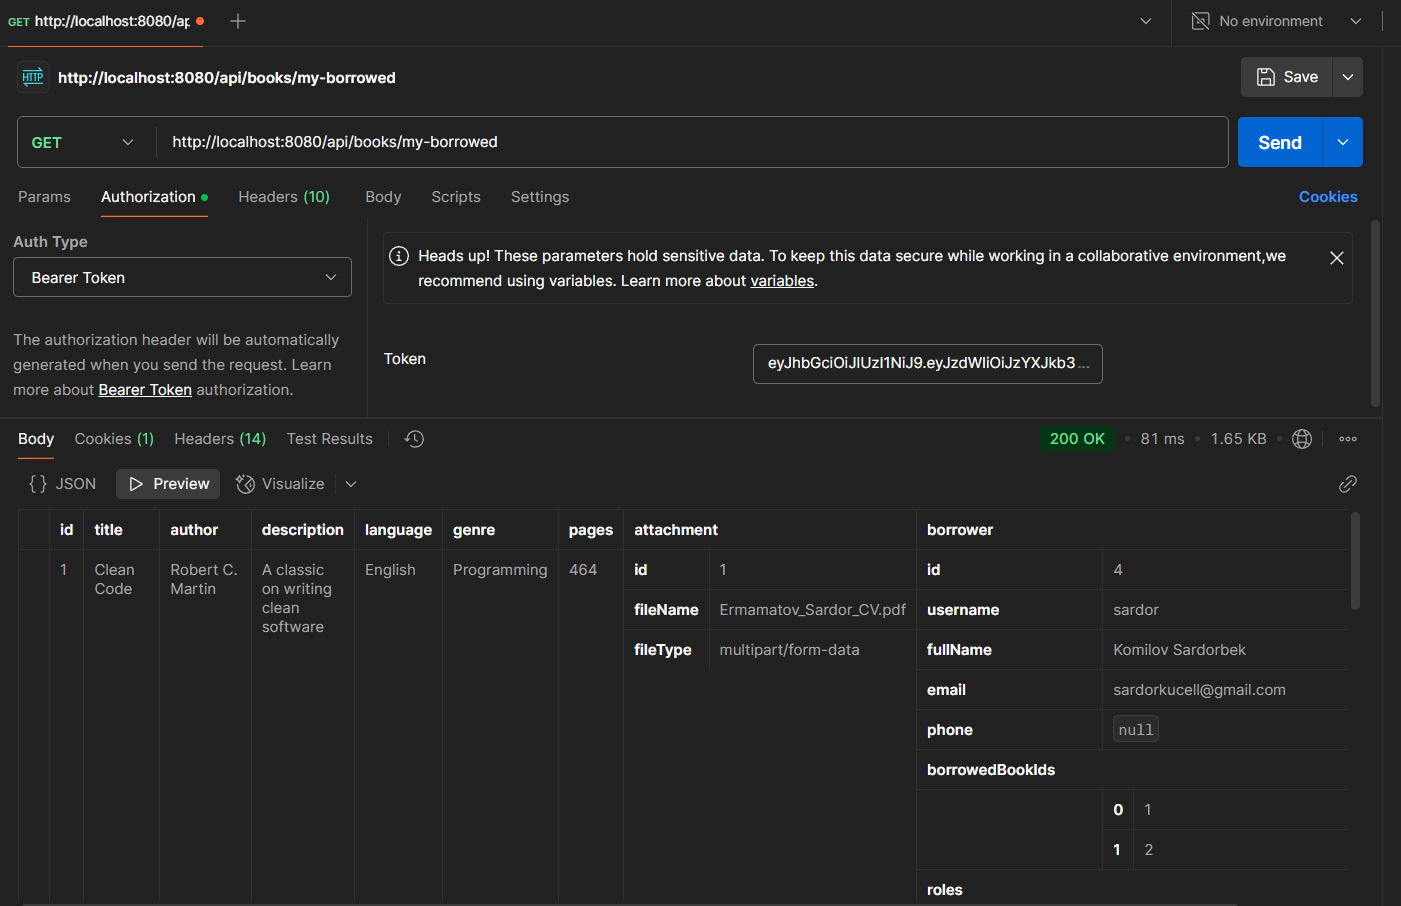 GET http://localhost:8080/ap
No environment
HTTP http://localhost:8080/api/books/my-borrowed
Save
GET http://localhost:8080/api/books/my-borrowed
Send
Params Authorization Headers (10) Body Scripts Settings Cookies
Auth Type
Bearer Token
The authorization header will be automatically
generated when you send the request. Learn
more about Bearer Token authorization.
Heads up! These parameters hold sensitive data. To keep this data secure while working in a collaborative environment,we
recommend using variables. Learn more about variables.
Token
eyJhbGciOiJIUzI1NiJ9.eyJzdWIiOiJzYXJkb3...
Body Cookies (1) Headers (14) Test Results
200 OK 81 ms 1.65 KB
{} JSON Preview Visualize
id title author description language genre pages attachment borrower
1
Clean
Code
Robert C.
Martin
A classic
on writing
clean
software
English
Programming
464
id 1
fileName Ermamatov_Sardor_CV.pdf
fileType multipart/form-data
id 4
username sardor
fullName Komilov Sardorbek
email sardorkucell@gmail.com
phone null
borrowedBookIds
0 1
1 2
roles